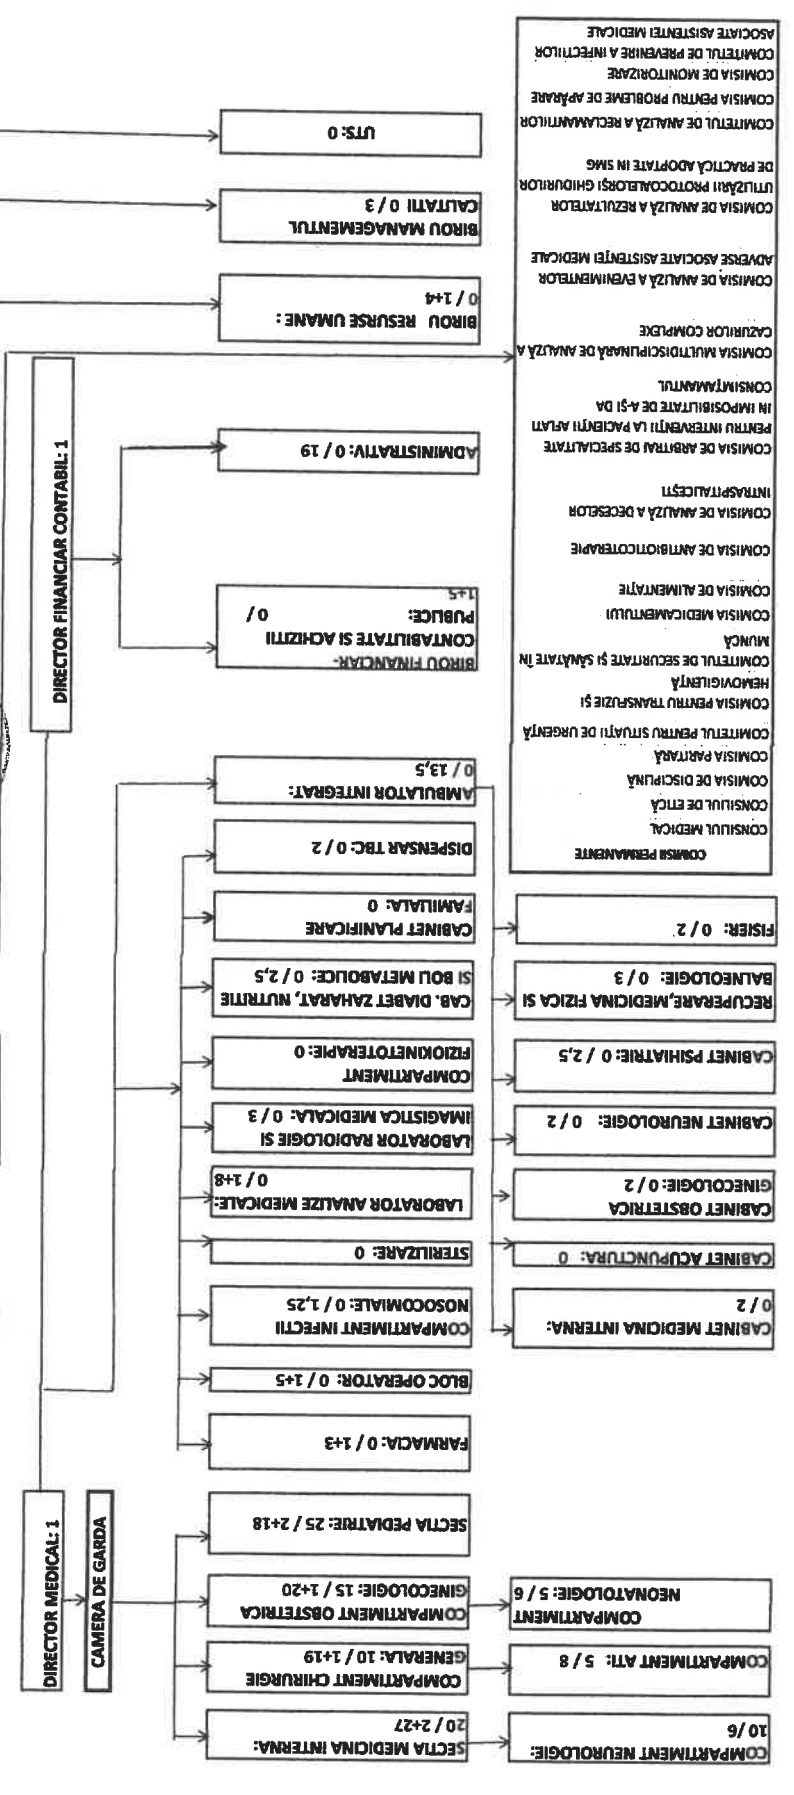 DIRECTOR MEDICAL: 1
CAMERA DE GARDA
SECTIA MEDICINA INTERNA:
20 / 2+27
COMPARTIMENT NEUROLOGIE:
10/6
COMPARTIMENT CHIRURGIE
GENERALA: 10 / 1+19
COMPARTIMENT ATI: 5 / 8
COMPARTIMENT OBSTETRICA
GINECOLOGIE: 15 / 1+20
COMPARTIMENT
NEONATOLOGIE: 5 / 6
SECTIA PEDIATRIE: 25 / 2+18
FARMACIA: 0 / 1+3
BLOC OPERATOR: 0 / 1+5
COMPARTIMENT INFECTII
NOSOCOMIALE: 0 / 1,25
STERILIZARE: 0
LABORATOR ANALIZE MEDICALE:
0 / 1+8
LABORATOR RADIOLOGIE SI
IMAGISTICA MEDICALA: 0 / 3
COMPARTIMENT
FIZIOKINETOTERAPIE: 0
CAB. DIABET ZAHARAT, NUTRITIE
SI BOLI METABOLICE: 0 / 2,5
CABINET PLANIFICARE
FAMILIALA: 0
DISPENSAR TBC: 0 / 2
AMBULATOR INTEGRAT:
0 / 13,5
CABINET MEDICINA INTERNA:
0 / 2
CABINET ACUPUNCTURA: 0
CABINET OBSTETRICA
GINECOLOGIE: 0 / 2
CABINET NEUROLOGIE: 0 / 2
CABINET PSIHIATRIE: 0 / 2,5
RECUPERARE, MEDICINA FIZICA SI
BALNEOLOGIE: 0 / 3
FISIER: 0 / 2
DIRECTOR FINANCIAR CONTABIL: 1
BIROU FINANCIAR-
CONTABILITATE SI ACHIZITII
PUBLICE: 0 /
1+5
ADMINISTRATIV: 0 / 19
BIROU RESURSE UMANE :
0 / 1+4
BIROU MANAGEMENTUL
CALITATII 0 / 3
UTS: 0
COMISII PERMANENTE
CONSILIUL MEDICAL
CONSILIUL DE ETICĂ
COMISIA DE DISCIPLINĂ
COMISIA PARITARĂ
COMITETUL PENTRU SITUAȚII DE URGENȚĂ
COMISIA PENTRU TRANSFUZIE ȘI
HEMOVIGILENȚĂ
COMITETUL DE SECURITATE ȘI SĂNĂTATE ÎN
MUNCĂ
COMISIA MEDICAMENTULUI
COMISIA DE ALIMENTAȚIE
COMISIA DE ANTIBIOTICOTERAPIE
COMISIA DE ANALIZĂ A DECESELOR
INTRASPITALICEȘTI
COMISIA DE ARBITRAJ DE SPECIALITATE
PENTRU INTERVENTII LA PACIENȚII AFLATI
IN IMPOSIBILITATE DE A-ȘI DA
CONSIMȚAMANTUL
COMISIA MULTIDISCIPLINARĂ DE ANALIZĂ A
CAZURILOR COMPLEXE
COMISIA DE ANALIZĂ A EVENIMENTELOR
ADVERSE ASOCIATE ASISTENȚEI MEDICALE
COMISIA DE ANALIZĂ A REZULTATELOR
UTILIZĂRII PROTOCOALELORȘI GHIDURILOR
DE PRACTICĂ ADOPTATE IN SMG
COMITETUL DE ANALIZĂ A RECLAMANTIILOR
COMISIA PENTRU PROBLEME DE APĂRARE
COMISIA DE MONITORIZARE
COMITETUL DE PREVENIRE A INFECTIILOR
ASOCIATE ASISTENTEI MEDICALE